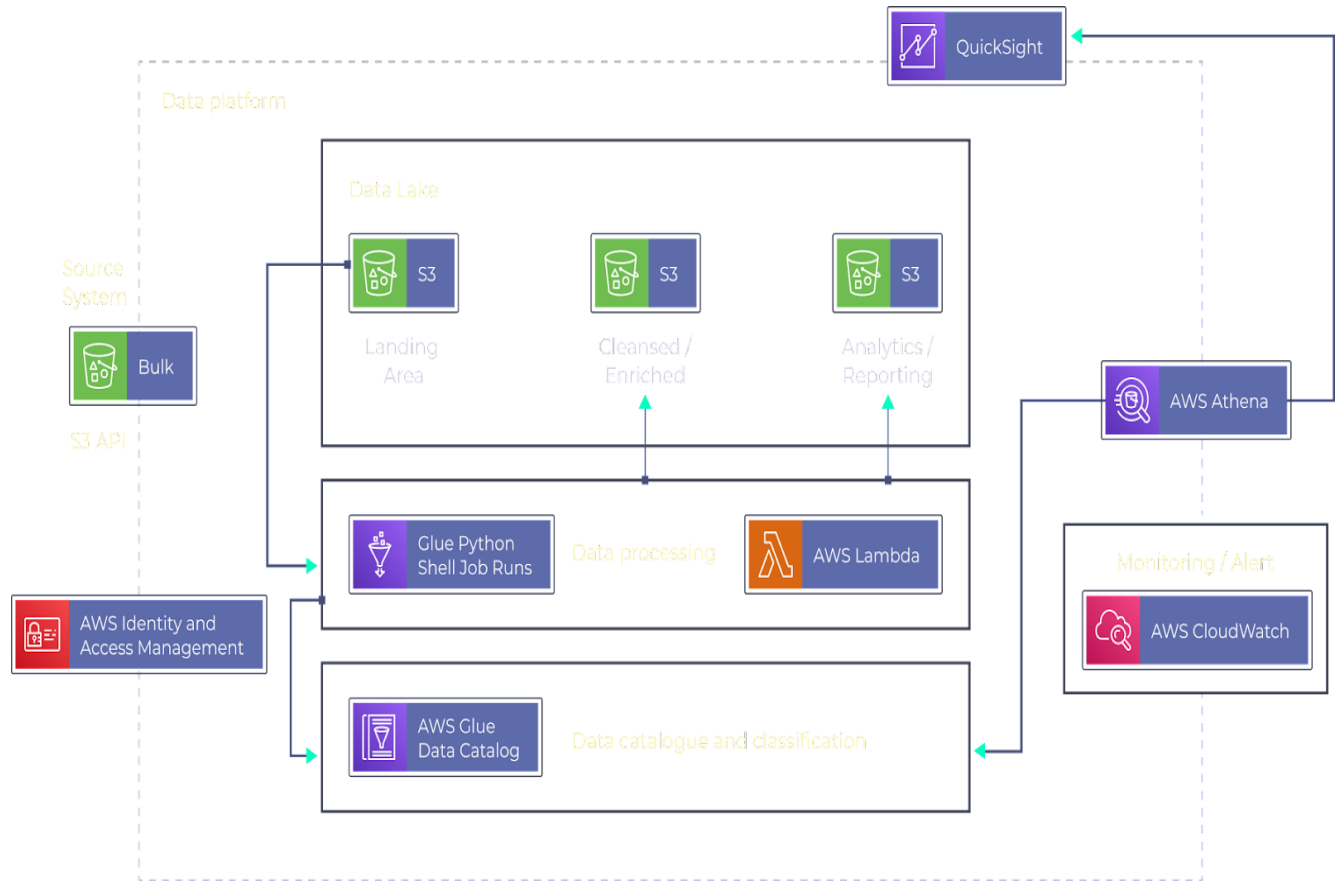 QuickSight
Data platform
Data Lake
S3
S3
S3
Source
System
Bulk
S3 API
Landing
Area
Cleansed /
Enriched
Analytics /
Reporting
AWS Athena
Glue Python
Shell Job Runs
Data processing
AWS Lambda
Monitoring / Alert
AWS CloudWatch
AWS Identity and
Access Management
AWS Glue
Data Catalog
Data catalogue and classification